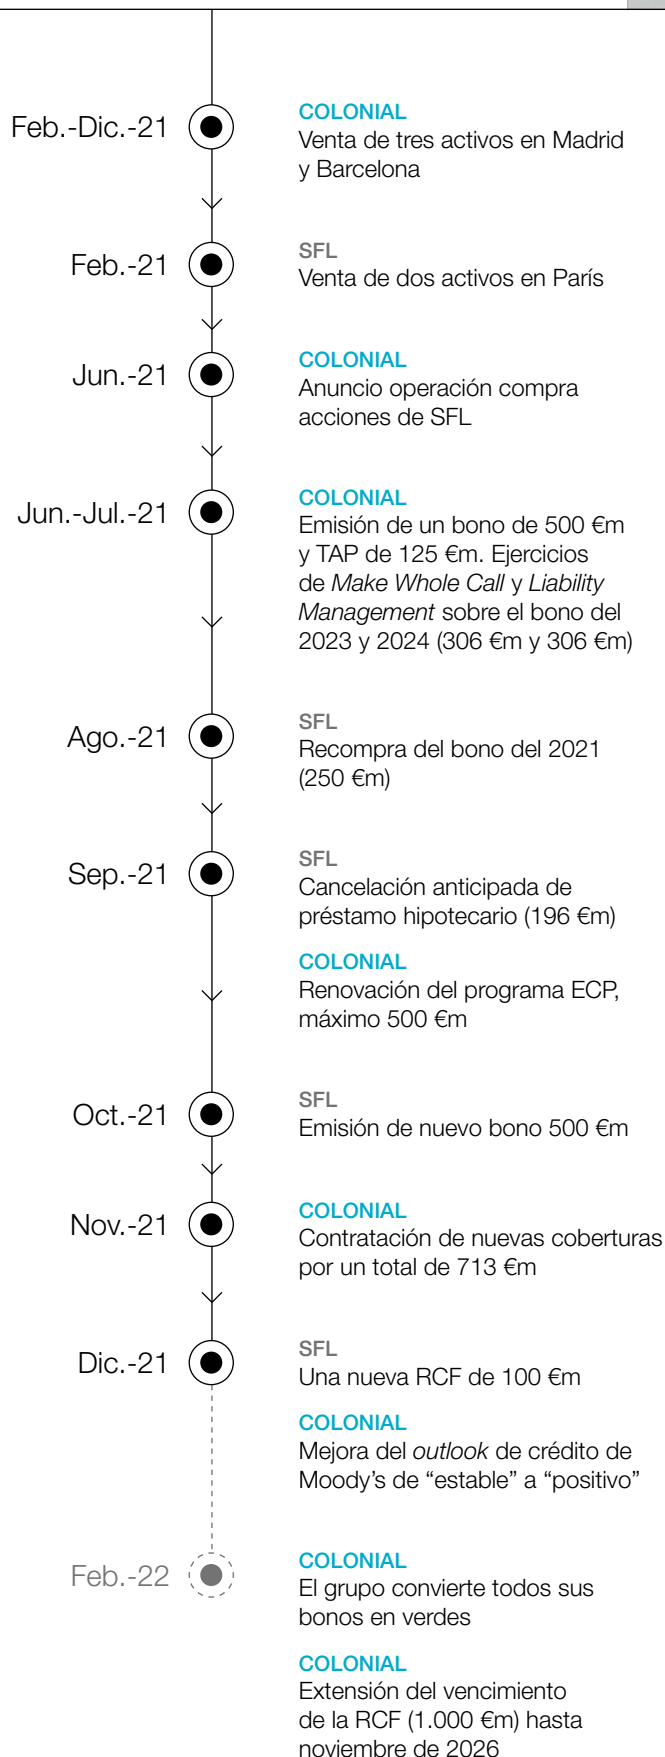 Feb.-Dic.-21
COLONIAL
Venta de tres activos en Madrid
y Barcelona
Feb.-21
SFL
Venta de dos activos en París
Jun.-21
COLONIAL
Anuncio operación compra
acciones de SFL
Jun.-Jul.-21
COLONIAL
Emisión de un bono de 500 €m
y TAP de 125 €m. Ejercicios
de Make Whole Call y Liability
Management sobre el bono del
2023 y 2024 (306 €m y 306 €m)
Ago.-21
SFL
Recompra del bono del 2021
(250 €m)
Sep.-21
SFL
Cancelación anticipada de
préstamo hipotecario (196 €m)
COLONIAL
Renovación del programa ECP,
máximo 500 €m
Oct.-21
SFL
Emisión de nuevo bono 500 €m
Nov.-21
COLONIAL
Contratación de nuevas coberturas
por un total de 713 €m
Dic.-21
SFL
Una nueva RCF de 100 €m
COLONIAL
Mejora del outlook de crédito de
Moody’s de “estable” a “positivo”
Feb.-22
COLONIAL
El grupo convierte todos sus
bonos en verdes
COLONIAL
Extensión del vencimiento
de la RCF (1.000 €m) hasta
noviembre de 2026